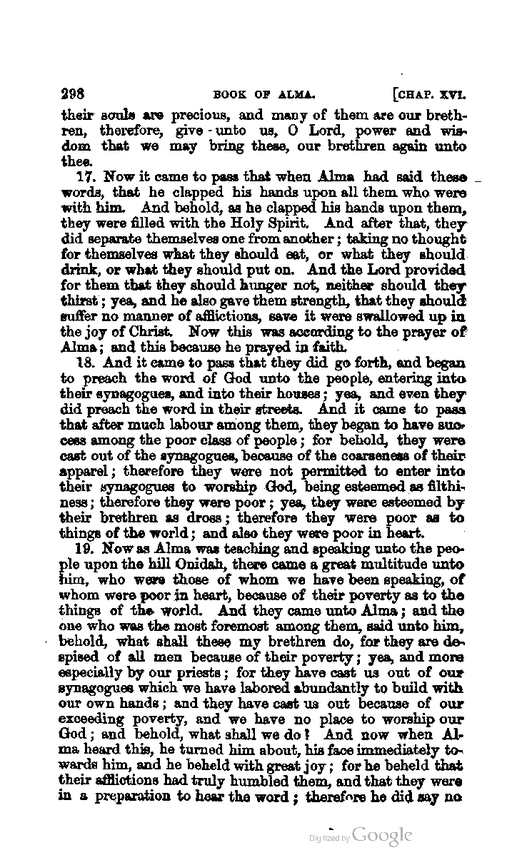 298 BOOK OF ALMA. [CHAP. XVI.
their souls are precious, and many of them are our breth-
ren, therefore, give unto us, O Lord, power and wis-
dom that we may bring these, our brethren again unto
thee.
17. Now it came to pass that when Alma had said these
words, that he clapped his hands upon all them who were
with him. And behold, as he clapped his hands upon them,
they were filled with the Holy Spirit. And after that, they
did separate themselves one from another; taking no thought
for themselves what they should eat, or what they should
drink, or what they should put on. And the Lord provided
for them that they should hunger not, neither should they
thirst; yea, and he also gave them strength, that they should
suffer no manner of afflictions, save it were swallowed up in
the joy of Christ. Now this was according to the prayer of
Alma; and this because he prayed in faith.
18. And it came to pass that they did go forth, and began
to preach the word of God unto the people, entering into
their synagogues, and into their houses; yea, and even they
did preach the word in their streets. And it came to pass
that after much labour among them, they began to have suc-
cess among the poor class of people; for behold, they were
cast out of the synagogues, because of the coarseness of their
apparel; therefore they were not permitted to enter into
their synagogues to worship God, being esteemed as filthi-
ness; therefore they were poor; yea, they were esteemed by
their brethren as dross; therefore they were poor as to
things of the world; and also they were poor in heart.
19. Now as Alma was teaching and speaking unto the peo-
ple upon the hill Onidah, there came a great multitude unto
him, who were those of whom we have been speaking, of
whom were poor in heart, because of their poverty as to the
things of the world. And they came unto Alma; and the
one who was the most foremost among them, said unto him,
behold, what shall these my brethren do, for they are de-
spised of all men because of their poverty; yea, and more
especially by our priests; for they have cast us out of our
synagogues which we have labored abundantly to build with
our own hands; and they have cast us out because of our
exceeding poverty, and we have no place to worship our
God; and behold, what shall we do? And now when Al-
ma heard this, he turned him about, his face immediately to-
wards him, and he beheld with great joy; for he beheld that
their afflictions had truly humbled them, and that they were
in a preparation to hear the word; therefore he did say no
Digitized by Google